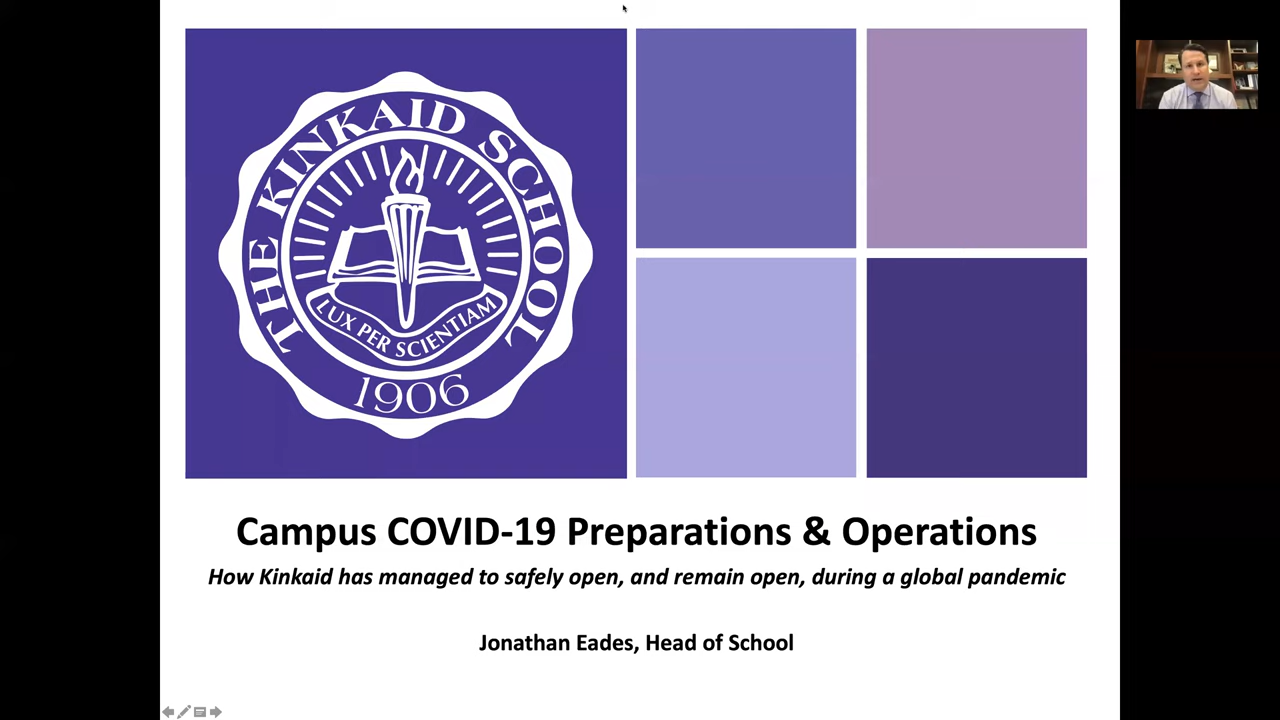 THE KINKAID SCHOOL
LUX PER SCIENTIAM
1906
Campus COVID-19 Preparations & Operations
How Kinkaid has managed to safely open, and remain open, during a global pandemic
Jonathan Eades, Head of School